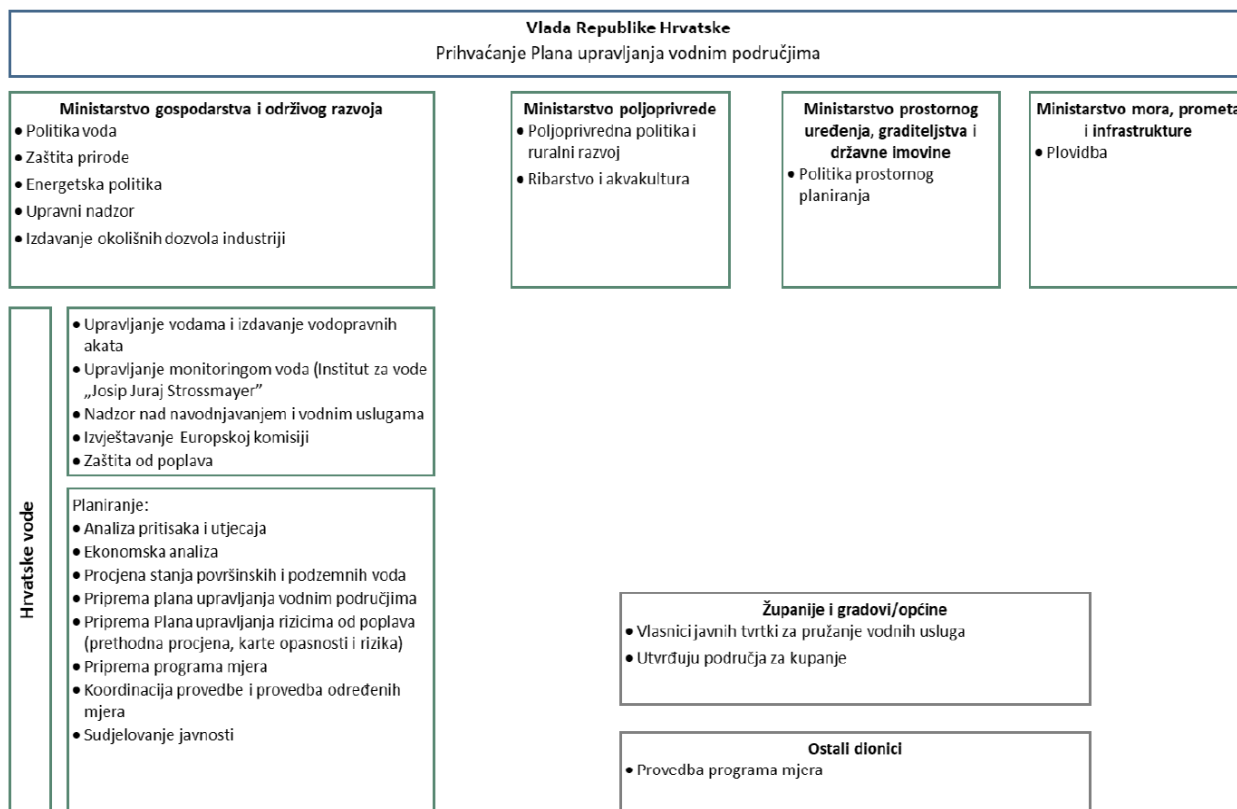 Vlada Republike Hrvatske
Prihvaćanje Plana upravljanja vodnim područjima
Ministarstvo gospodarstva i održivog razvoja
• Politika voda
• Zaštita prirode
• Energetska politika
• Upravni nadzor
• Izdavanje okolišnih dozvola industriji
Ministarstvo poljoprivrede
• Poljoprivredna politika i
ruralni razvoj
• Ribarstvo i akvakultura
Ministarstvo prostornog
uređenja, graditeljstva i
državne imovine
• Politika prostornog
planiranja
Ministarstvo mora, prometa
i infrastrukture
• Plovidba
Hrvatske vode
• Upravljanje vodama i izdavanje vodopravnih
akata
• Upravljanje monitoringom voda (Institut za vode
„Josip Juraj Strossmayer”
• Nadzor nad navodnjavanjem i vodnim uslugama
• Izvještavanje Europskoj komisiji
• Zaštita od poplava
Planiranje:
• Analiza pritisaka i utjecaja
• Ekonomska analiza
• Procjena stanja površinskih i podzemnih voda
• Priprema plana upravljanja vodnim područjima
• Priprema Plana upravljanja rizicima od poplava
(prethodna procjena, karte opasnosti i rizika)
• Priprema programa mjera
• Koordinacija provedbe i provedba određenih
mjera
• Sudjelovanje javnosti
Županije i gradovi/općine
• Vlasnici javnih tvrtki za pružanje vodnih usluga
• Utvrđuju područja za kupanje
Ostali dionici
• Provedba programa mjera